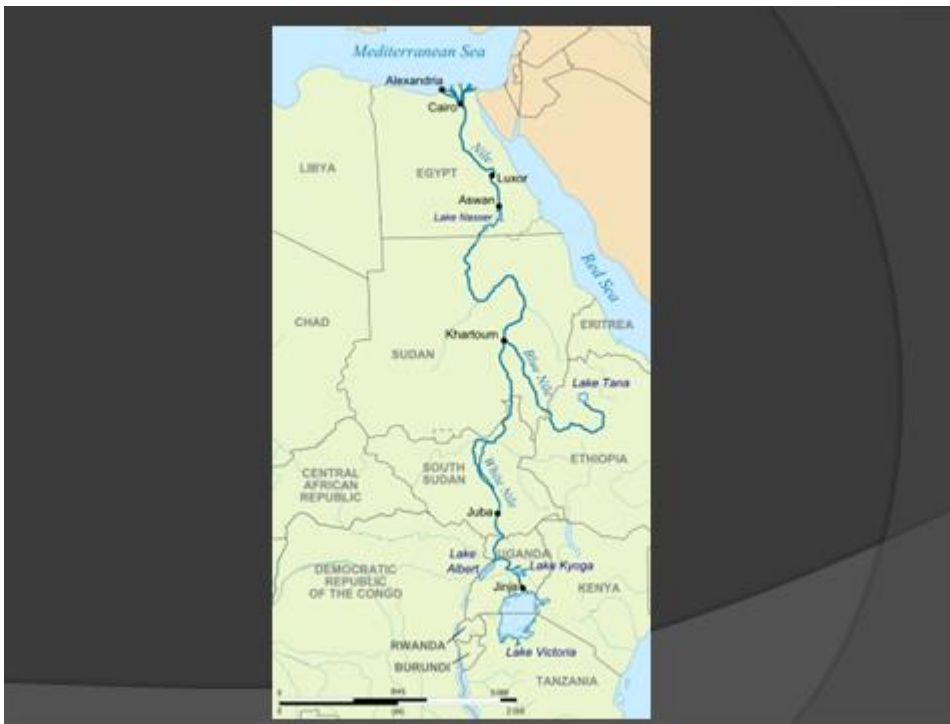 Mediterranean Sea
Alexandria
Cairo
Nile
LIBYA
EGYPT
Luxor
Aswan
Lake Nasser
Red Sea
CHAD
ERITREA
Khartoum
SUDAN
Blue Nile
Lake Tana
ETHIOPIA
CENTRAL
AFRICAN
REPUBLIC
SOUTH
SUDAN
White Nile
Juba
Lake
Albert
UGANDA
Lake Kyoga
DEMOCRATIC
REPUBLIC
OF THE CONGO
Jinja
KENYA
RWANDA
BURUNDI
Lake Victoria
TANZANIA